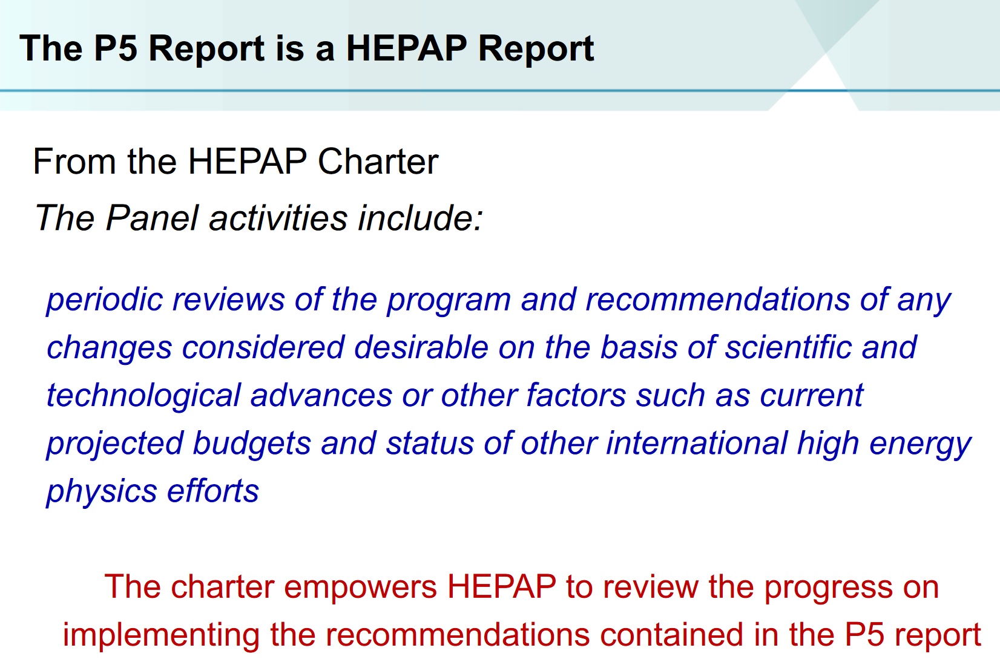 The P5 Report is a HEPAP Report
From the HEPAP Charter
The Panel activities include:
periodic reviews of the program and recommendations of any
changes considered desirable on the basis of scientific and
technological advances or other factors such as current
projected budgets and status of other international high energy
physics efforts
The charter empowers HEPAP to review the progress on
implementing the recommendations contained in the P5 report